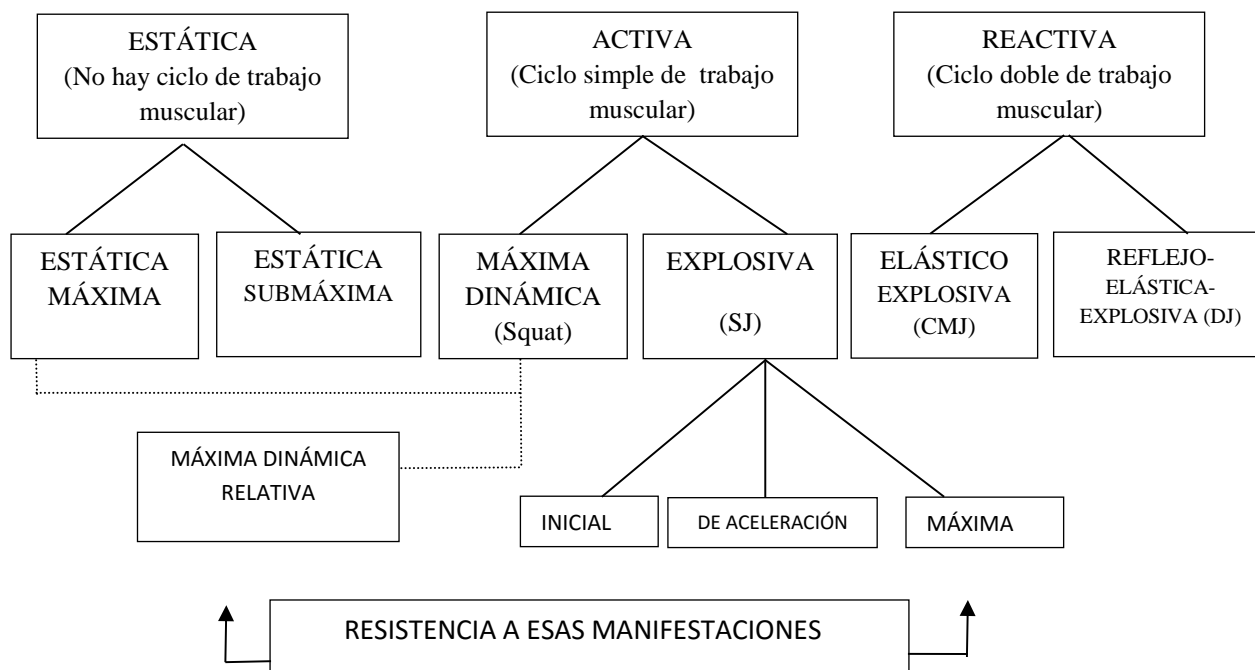 ESTÁTICA
(No hay ciclo de trabajo
muscular)
ACTIVA
(Ciclo simple de trabajo
muscular)
REACTIVA
(Ciclo doble de trabajo
muscular)
ESTÁTICA
MÁXIMA
ESTÁTICA
SUBMÁXIMA
MÁXIMA
DINÁMICA
(Squat)
EXPLOSIVA
(SJ)
ELÁSTICO
EXPLOSIVA
(CMJ)
REFLEJO-
ELÁSTICA-
EXPLOSIVA (DJ)
MÁXIMA DINÁMICA
RELATIVA
INICIAL
DE ACELERACIÓN
MÁXIMA
RESISTENCIA A ESAS MANIFESTACIONES